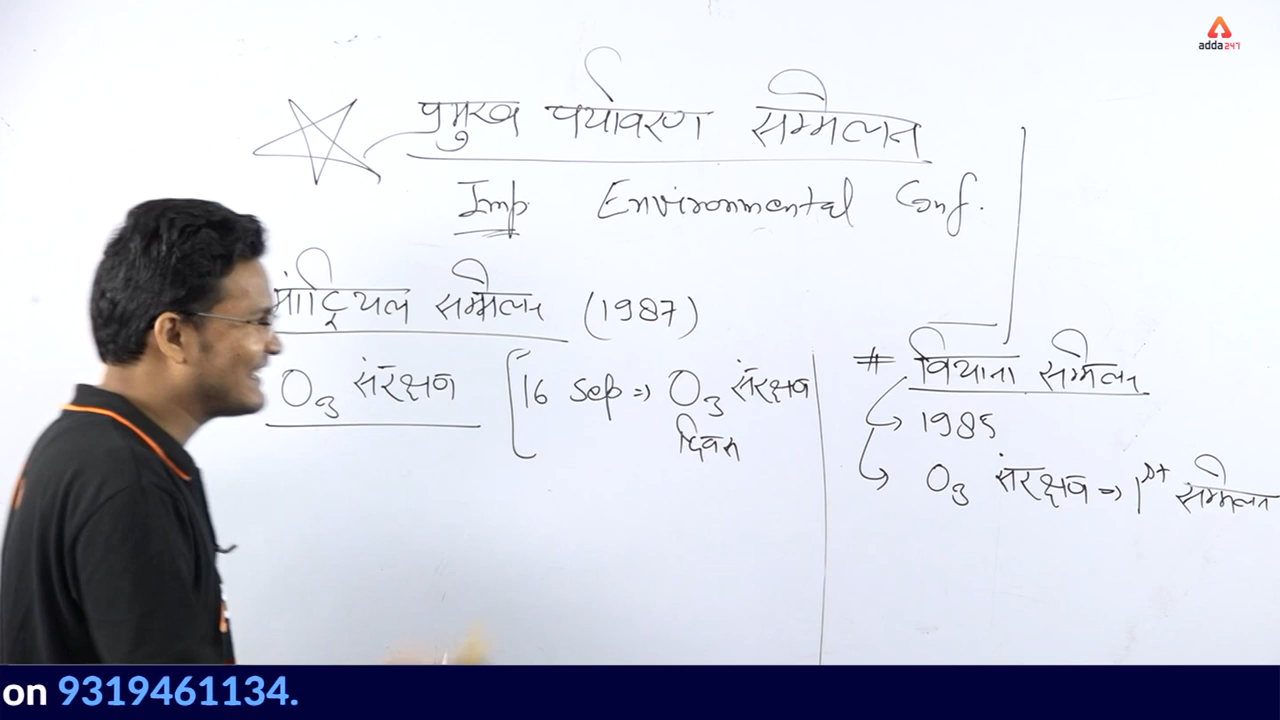 adda247
प्रमुख पर्यावरण सम्मेलन
Imp. Environmental Conf.
मांट्रियल सम्मेलन (1987)
O3 संरक्षण
16 Sep => O3 संरक्षण
दिवस
# वियाना सम्मेलन
1985
O3 संरक्षण => 1st सम्मेलन
on 9319461134.